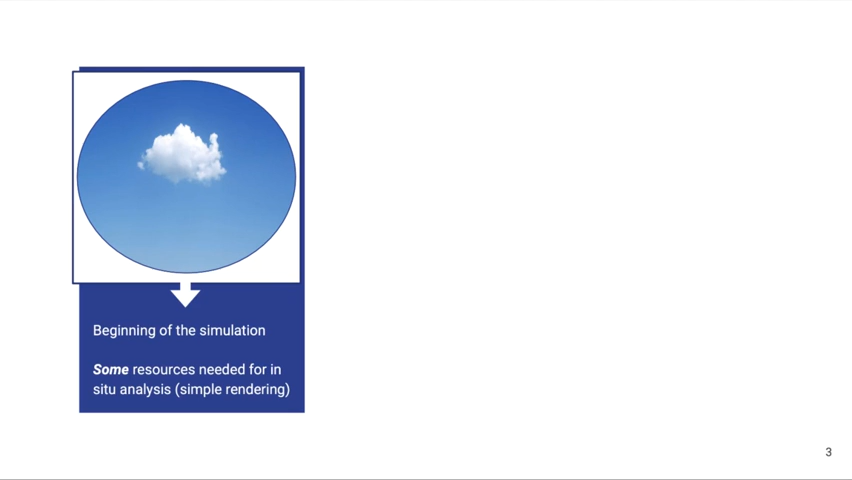 Beginning of the simulation
Some resources needed for in
situ analysis (simple rendering)
3